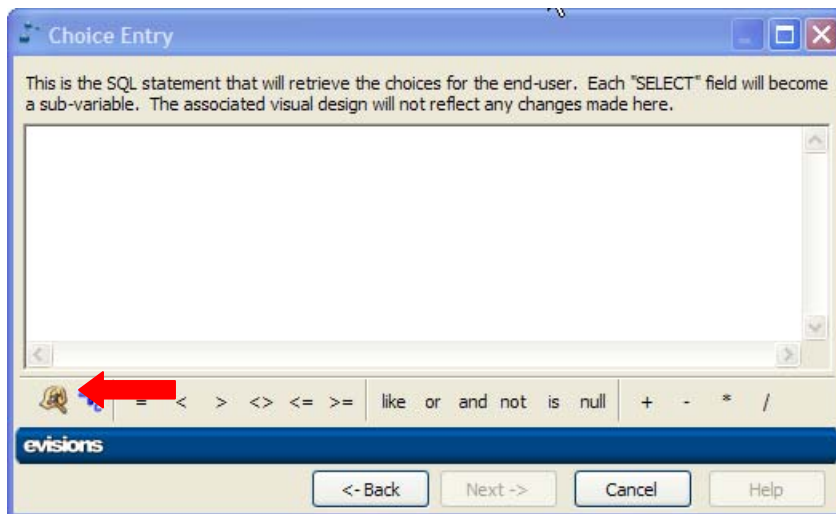 Choice Entry
This is the SQL statement that will retrieve the choices for the end-user. Each "SELECT" field will become
a sub-variable. The associated visual design will not reflect any changes made here.
= < > <> <= >= like or and not is null + - * /
evisions
<- Back Next -> Cancel Help